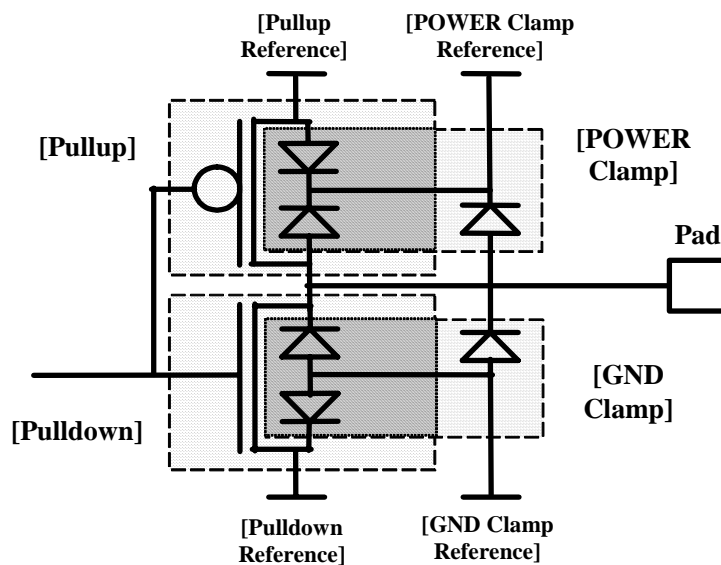 [Pullup
Reference]
[POWER Clamp
Reference]
[Pullup]
[POWER
Clamp]
Pad
[Pulldown]
[GND
Clamp]
[Pulldown
Reference]
[GND Clamp
Reference]